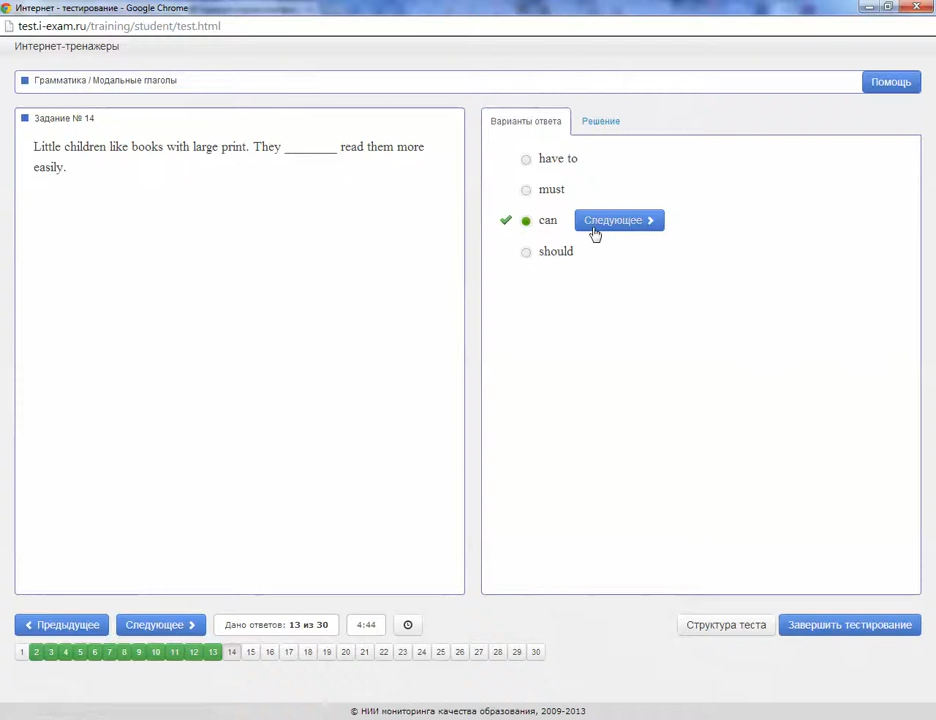 Интернет - тестирование - Google Chrome
test.i-exam.ru/training/student/test.html
Интернет-тренажеры
Грамматика / Модальные глаголы
Помощь
Задание № 14
Little children like books with large print. They ________ read them more
easily.
Варианты ответа
Решение
have to
must
can
Следующее
should
Предыдущее
Следующее
Дано ответов: 13 из 30
4:44
Структура теста
Завершить тестирование
1 2 3 4 5 6 7 8 9 10 11 12 13 14 15 16 17 18 19 20 21 22 23 24 25 26 27 28 29 30
© НИИ мониторинга качества образования, 2009-2013